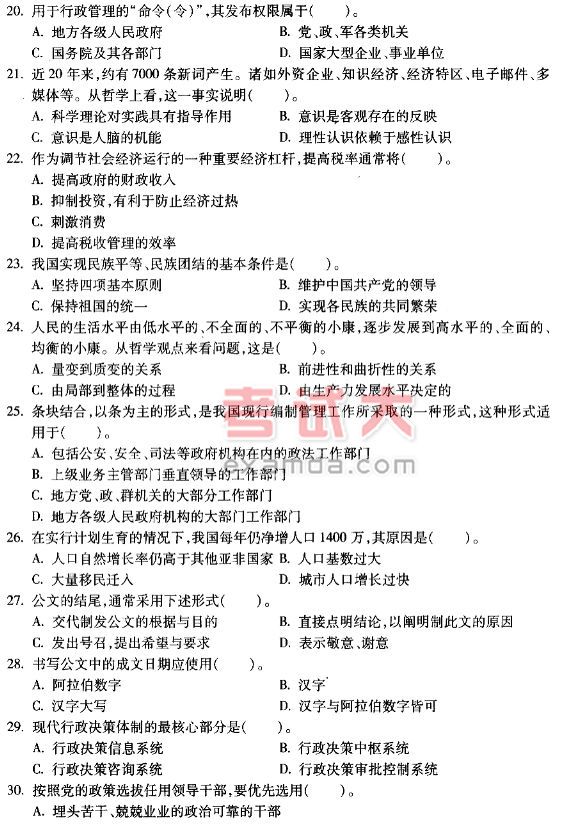 20. 用于行政管理的“命令(令)”,其发布权限属于(　　)。
A. 地方各级人民政府　　B. 党、政、军各类机关
C. 国务院及其各部门　　D. 国家大型企业、事业单位
21. 近 20 年来,约有 7000 条新词产生。诸如外资企业、知识经济、经济特区、电子邮件、多
媒体等。从哲学上看,这一事实说明(　　)。
A. 科学理论对实践具有指导作用　　B. 意识是客观存在的反映
C. 意识是人脑的机能　　D. 理性认识依赖于感性认识
22. 作为调节社会经济运行的一种重要经济杠杆,提高税率通常将(　　)。
A. 提高政府的财政收入
B. 抑制投资,有利于防止经济过热
C. 刺激消费
D. 提高税收管理的效率
23. 我国实现民族平等、民族团结的基本条件是(　　)。
A. 坚持四项基本原则　　B. 维护中国共产党的领导
C. 保持祖国的统一　　D. 实现各民族的共同繁荣
24. 人民的生活水平由低水平的、不全面的、不平衡的小康,逐步发展到高水平的、全面的、
均衡的小康。从哲学观点来看问题,这是(　　)。
A. 量变到质变的关系　　B. 前进性和曲折性的关系
C. 由局部到整体的过程　　D. 由生产力发展水平决定的
考试大
25. 条块结合,以条为主的形式,是我国现行编制管理工作所采取的一种形式,这种形式适
用于(　　)。
A. 包括公安、安全、司法等政府机构在内的政法工作部门
examda.com
B. 上级业务主管部门垂直领导的工作部门
C. 地方党、政、群机关的大部分工作部门
D. 地方各级人民政府机构的大部门工作部门
26. 在实行计划生育的情况下,我国每年仍净增人口 1400 万,其原因是(　　)。
A. 人口自然增长率仍高于其他亚非国家　B. 人口基数过大
C. 大量移民迁入　　D. 城市人口增长过快
27. 公文的结尾,通常采用下述形式(　　)。
A. 交代制发公文的根据与目的　　B. 直接点明结论,以阐明制此文的原因
C. 发出号召,提出希望与要求　　D. 表示敬意、谢意
28. 书写公文中的成文日期应使用(　　)。
A. 阿拉伯数字　　B. 汉字
C. 汉字大写　　D. 汉字与阿拉伯数字皆可
29. 现代行政决策体制的最核心部分是(　　)。
A. 行政决策信息系统　　B. 行政决策中枢系统
C. 行政决策咨询系统　　D. 行政决策审批控制系统
30. 按照党的政策选拔任用领导干部,要优先选用(　　)。
A. 埋头苦干、兢兢业业的政治可靠的干部